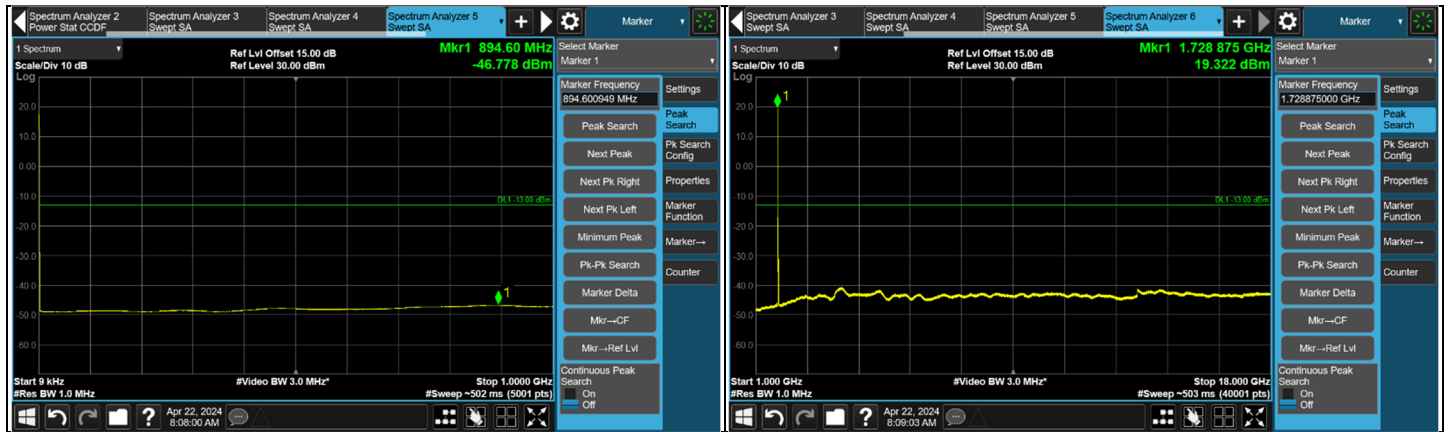 Spectrum Analyzer 2
Power Stat CCDF
Spectrum Analyzer 3
Swept SA
Spectrum Analyzer 4
Swept SA
Spectrum Analyzer 5
Swept SA
Marker
1 Spectrum
Scale/Div 10 dB
Log
Ref Lvl Offset 15.00 dB
Ref Level 30.00 dBm
Mkr1 894.60 MHz
-46.778 dBm
20.0
10.0
0.00
-10.0
-20.0
-30.0
-40.0
-50.0
-60.0
DL1 -13.00 dBm
1
Start 9 kHz
#Res BW 1.0 MHz
#Video BW 3.0 MHz*
Stop 1.0000 GHz
#Sweep ~502 ms (5001 pts)
Select Marker
Marker 1
Marker Frequency
894.600949 MHz
Peak Search
Next Peak
Next Pk Right
Next Pk Left
Minimum Peak
Pk-Pk Search
Marker Delta
Mkr→CF
Mkr→Ref Lvl
Continuous Peak
Search
On
Off
Settings
Peak
Search
Pk Search
Config
Properties
Marker
Function
Marker→
Counter
?
Apr 22, 2024
8:08:00 AM
Spectrum Analyzer 3
Swept SA
Spectrum Analyzer 4
Swept SA
Spectrum Analyzer 5
Swept SA
Spectrum Analyzer 6
Swept SA
Marker
1 Spectrum
Scale/Div 10 dB
Log
Ref Lvl Offset 15.00 dB
Ref Level 30.00 dBm
Mkr1 1.728 875 GHz
19.322 dBm
20.0
10.0
0.00
-10.0
-20.0
-30.0
-40.0
-50.0
-60.0
DL1 -13.00 dBm
1
Start 1.000 GHz
#Res BW 1.0 MHz
#Video BW 3.0 MHz*
Stop 18.000 GHz
#Sweep ~503 ms (40001 pts)
Select Marker
Marker 1
Marker Frequency
1.728875000 GHz
Peak Search
Next Peak
Next Pk Right
Next Pk Left
Minimum Peak
Pk-Pk Search
Marker Delta
Mkr→CF
Mkr→Ref Lvl
Continuous Peak
Search
On
Off
Settings
Peak
Search
Pk Search
Config
Properties
Marker
Function
Marker→
Counter
?
Apr 22, 2024
8:09:03 AM